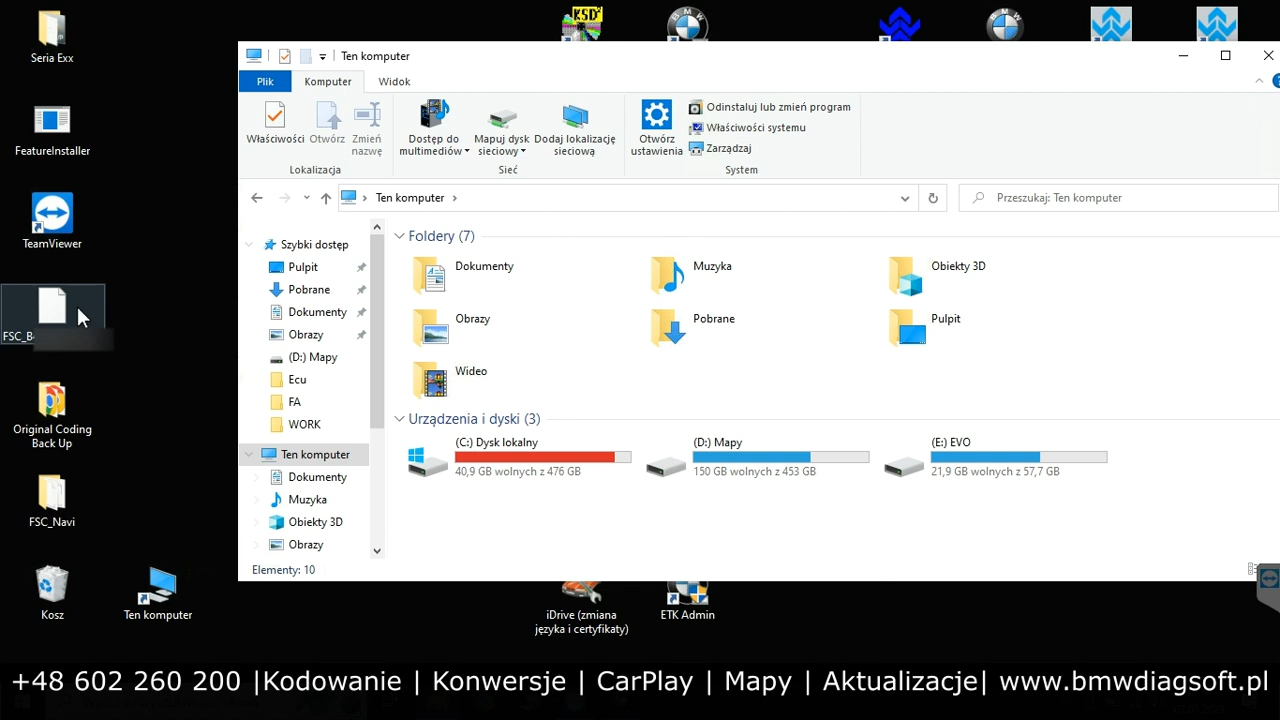 KSD²
Seria Exx
FeatureInstaller
TeamViewer
FSC_B
Original Coding
Back Up
FSC_Navi
Kosz
Ten komputer
Ten komputer
Plik
Komputer
Widok
Właściwości
Otwórz
Zmień
nazwę
Lokalizacja
Dostęp do
multimediów
Mapuj dysk
sieciowy
Dodaj lokalizację
sieciową
Sieć
Otwórz
ustawienia
Odinstaluj lub zmień program
Właściwości systemu
Zarządzaj
System
Ten komputer
Przeszukaj: Ten komputer
Szybki dostęp
Pulpit
Pobrane
Dokumenty
Obrazy
(D:) Mapy
Ecu
FA
WORK
Ten komputer
Dokumenty
Muzyka
Obiekty 3D
Obrazy
Foldery (7)
Dokumenty
Muzyka
Obiekty 3D
Obrazy
Pobrane
Pulpit
Wideo
Urządzenia i dyski (3)
(C:) Dysk lokalny
40,9 GB wolnych z 476 GB
(D:) Mapy
150 GB wolnych z 453 GB
(E:) EVO
21,9 GB wolnych z 57,7 GB
Elementy: 10
iDrive (zmiana
języka i certyfikaty)
ETK Admin
+48 602 260 200 |Kodowanie | Konwersje | CarPlay | Mapy | Aktualizacje| www.bmwdiagsoft.pl